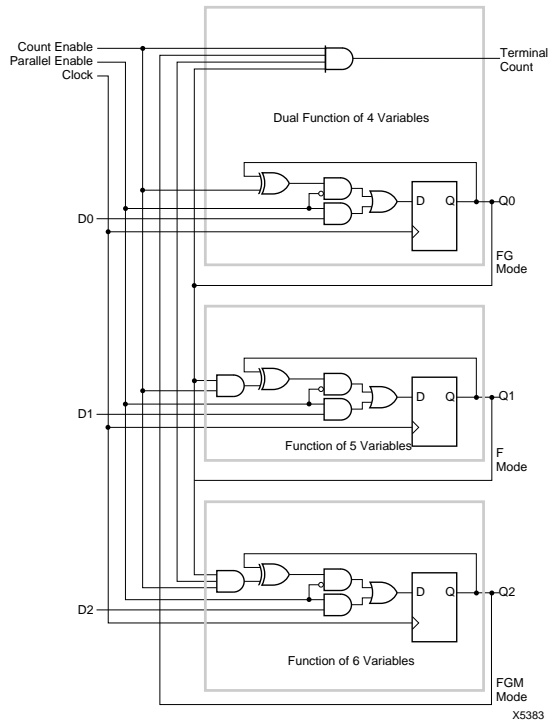 Count Enable
Parallel Enable
Clock
Terminal
Count
Dual Function of 4 Variables
D Q
Q0
D0
FG
Mode
D Q
Q1
D1
Function of 5 Variables
F
Mode
D Q
Q2
D2
Function of 6 Variables
FGM
Mode
X5383